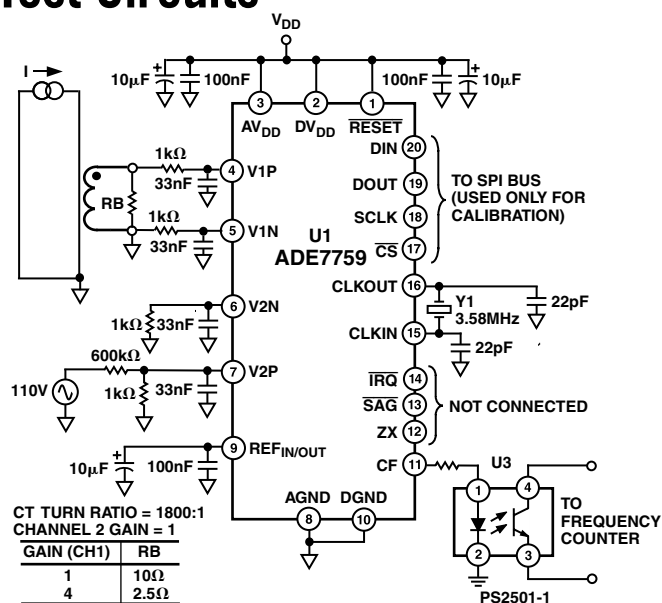 VDD
I
10µF
100nF
100nF
10µF
3
2
1
AVDD
DVDD
RESET
DIN
20
DOUT
19
SCLK
18
CS
17
TO SPI BUS
(USED ONLY FOR
CALIBRATION)
1kΩ
33nF
4
V1P
RB
1kΩ
33nF
5
V1N
U1
ADE7759
CLKOUT
16
Y1
3.58MHz
22pF
CLKIN
15
22pF
6
V2N
1kΩ
33nF
600kΩ
7
V2P
110V
1kΩ
33nF
IRQ
14
SAG
13
ZX
12
NOT CONNECTED
9
REFIN/OUT
10µF
100nF
CF
11
U3
1
4
2
3
TO
FREQUENCY
COUNTER
PS2501-1
AGND
DGND
8
10
CT TURN RATIO = 1800:1
CHANNEL 2 GAIN = 1
GAIN (CH1) RB
1 10Ω
4 2.5Ω